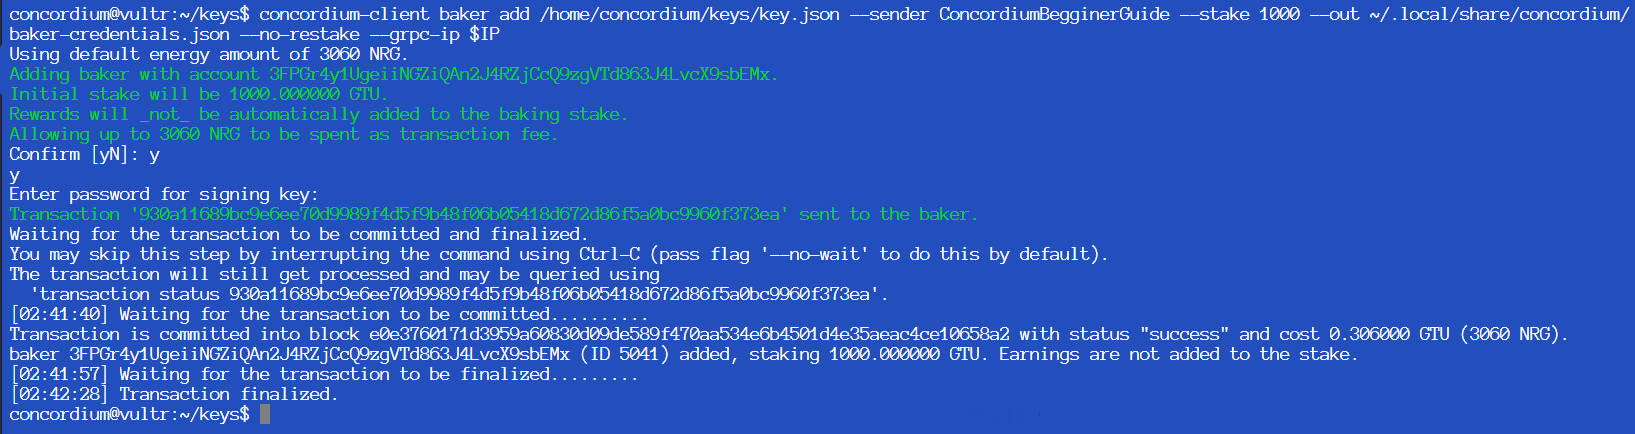 concordium@vultr:~/keys$ concordium-client baker add /home/concordium/keys/key.json --sender ConcordiumBegginerGuide --stake 1000 --out ~/.local/share/concordium/
baker-credentials.json --no-restake --grpc-ip $IP
Using default energy amount of 3060 NRG.
Adding baker with account 3FPGr4y1UgeiiNGZiQAn2J4RZjCcQ9zgVTd863J4LvcX9sbEMx.
Initial stake will be 1000.000000 GTU.
Rewards will _not_ be automatically added to the baking stake.
Allowing up to 3060 NRG to be spent as transaction fee.
Confirm [yN]: y
y
Enter password for signing key:
Transaction '930a11689bc9e6ee70d9989f4d5f9b48f06b05418d672d86f5a0bc9960f373ea' sent to the baker.
Waiting for the transaction to be committed and finalized.
You may skip this step by interrupting the command using Ctrl-C (pass flag '--no-wait' to do this by default).
The transaction will still get processed and may be queried using
  'transaction status 930a11689bc9e6ee70d9989f4d5f9b48f06b05418d672d86f5a0bc9960f373ea'.
[02:41:40] Waiting for the transaction to be committed..........
Transaction is committed into block e0e3760171d3959a60830d09de589f470aa534e6b4501d4e35aeac4ce10658a2 with status "success" and cost 0.306000 GTU (3060 NRG).
baker 3FPGr4y1UgeiiNGZiQAn2J4RZjCcQ9zgVTd863J4LvcX9sbEMx (ID 5041) added, staking 1000.000000 GTU. Earnings are not added to the stake.
[02:41:57] Waiting for the transaction to be finalized.........
[02:42:28] Transaction finalized.
concordium@vultr:~/keys$